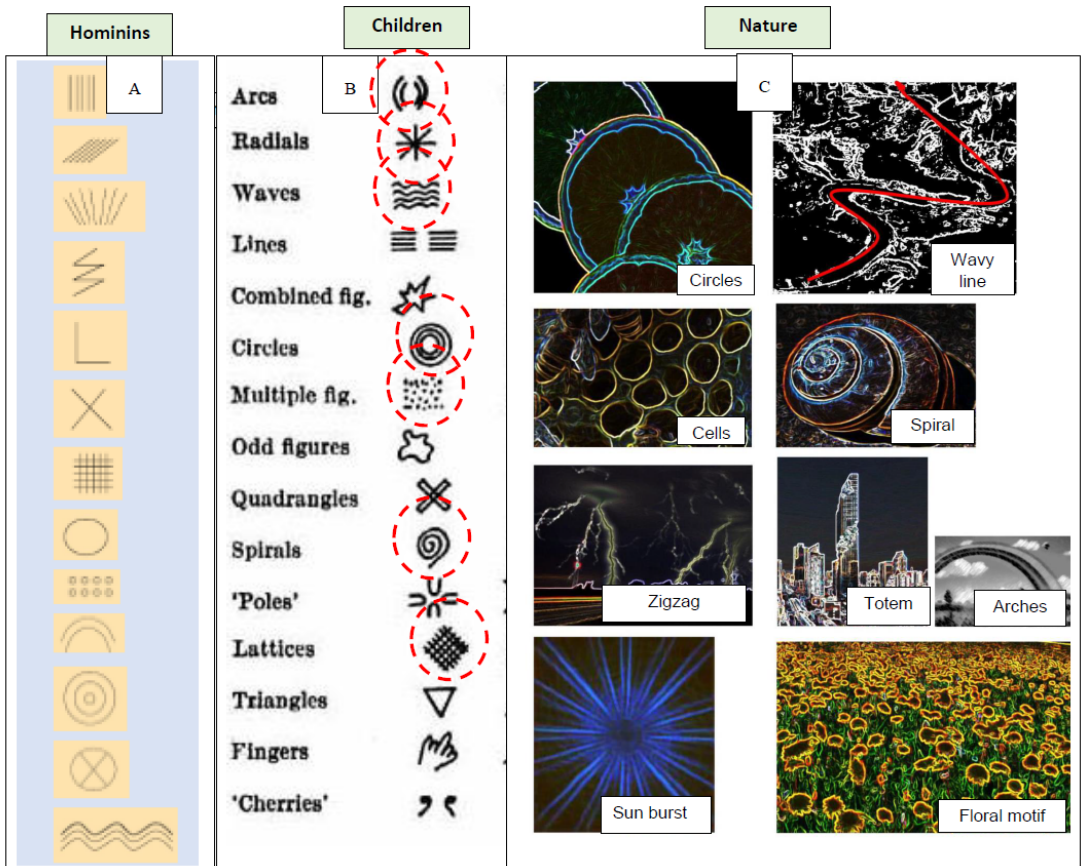 Hominins
Children
Nature
A
B
C
Arcs
Radials
Waves
Lines
Combined fig.
Circles
Multiple fig.
Odd figures
Quadrangles
Spirals
'Poles'
Lattices
Triangles
Fingers
'Cherries'
Circles
Wavy
line
Cells
Spiral
Zigzag
Totem
Arches
Sun burst
Floral motif